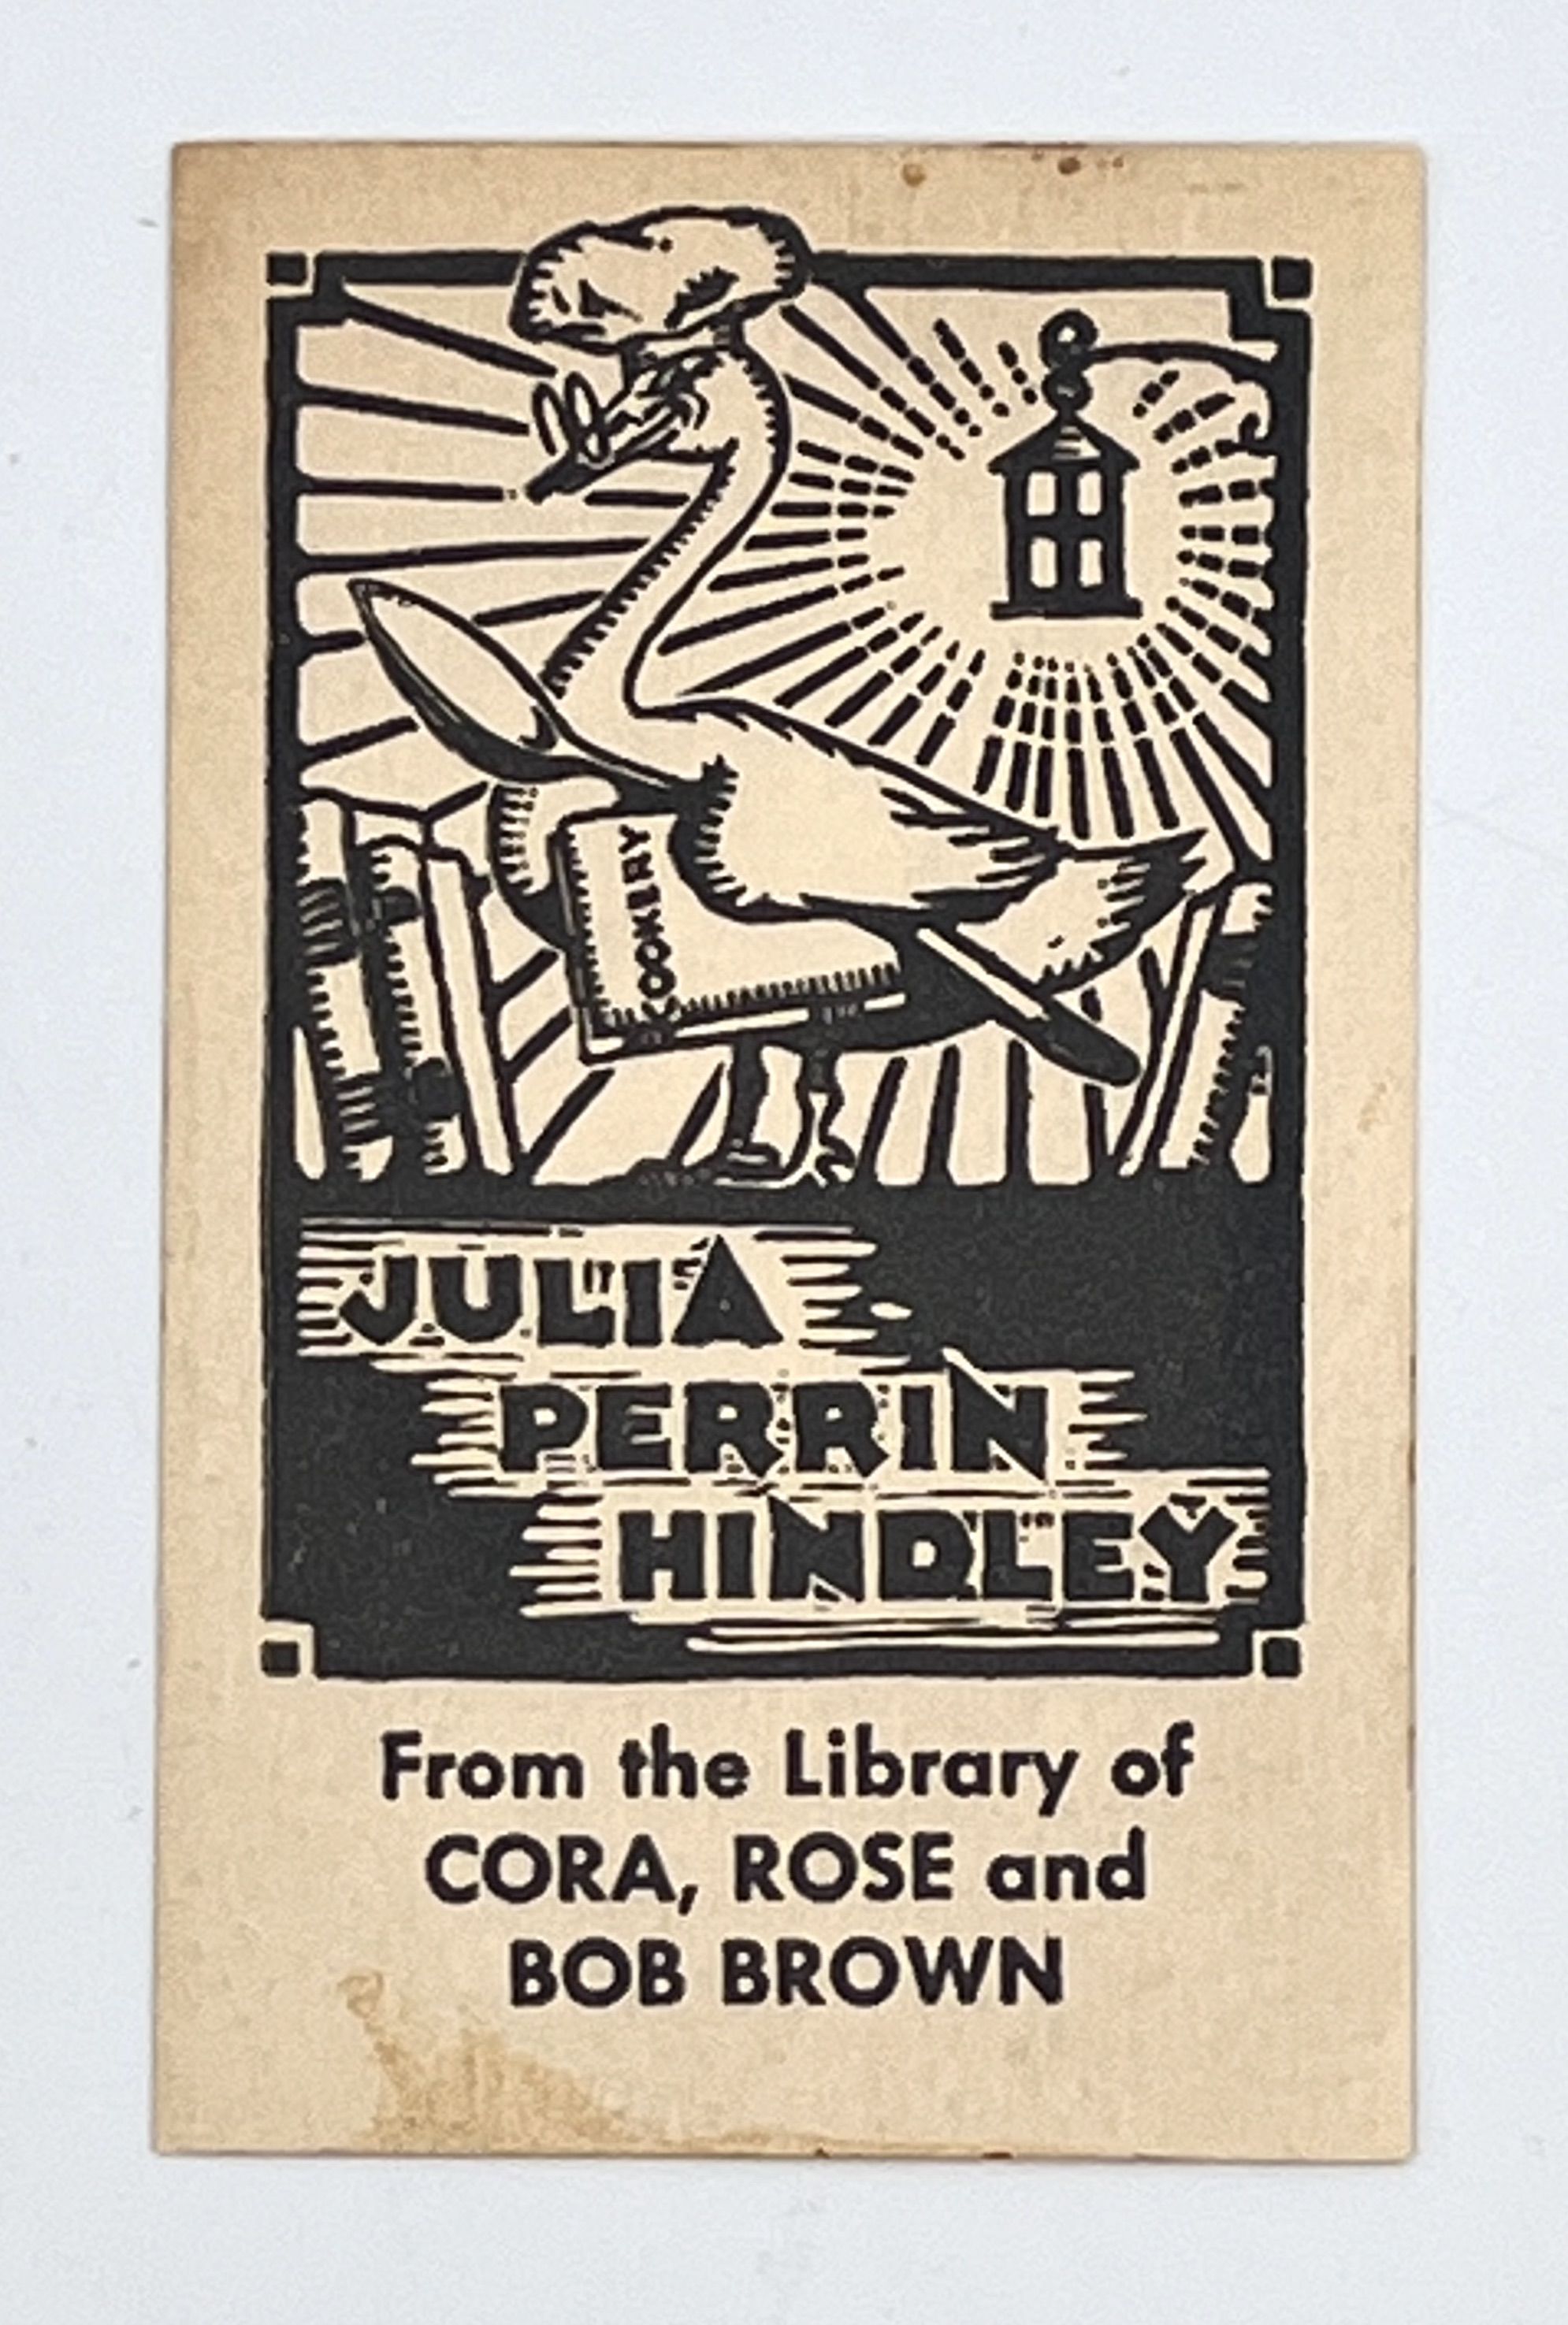 COOKERY
JULIA
PERRIN
HINDLEY
From the Library of
CORA, ROSE and
BOB BROWN